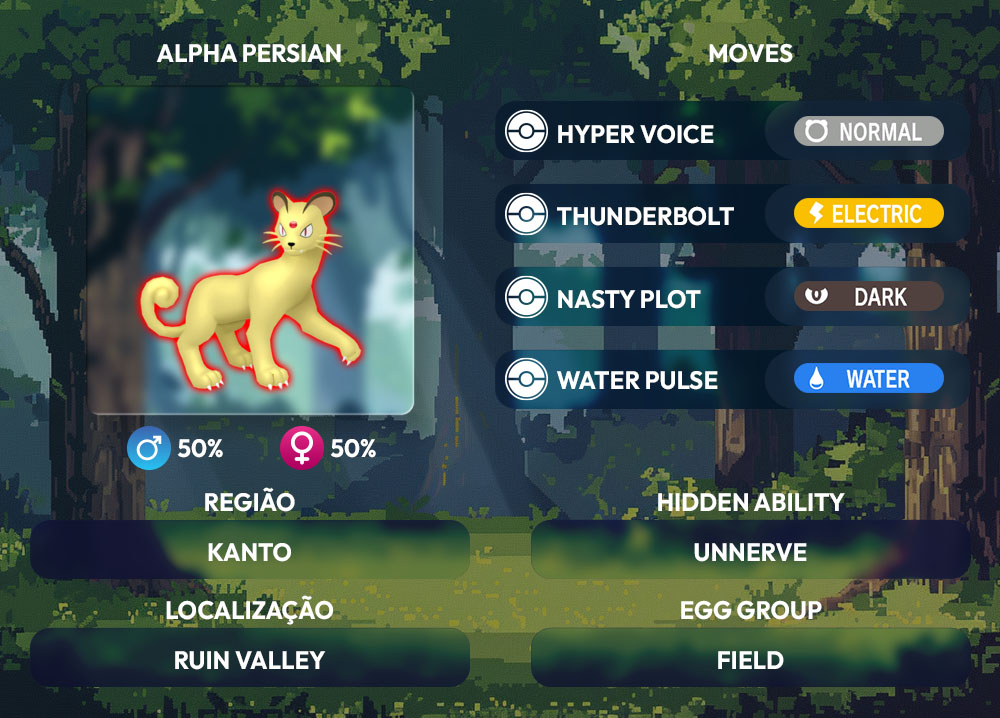 ALPHA PERSIAN
50%
50%
REGIÃO
KANTO
LOCALIZAÇÃO
RUIN VALLEY
MOVES
HYPER VOICE NORMAL
THUNDERBOLT ELECTRIC
NASTY PLOT DARK
WATER PULSE WATER
HIDDEN ABILITY
UNNERVE
EGG GROUP
FIELD